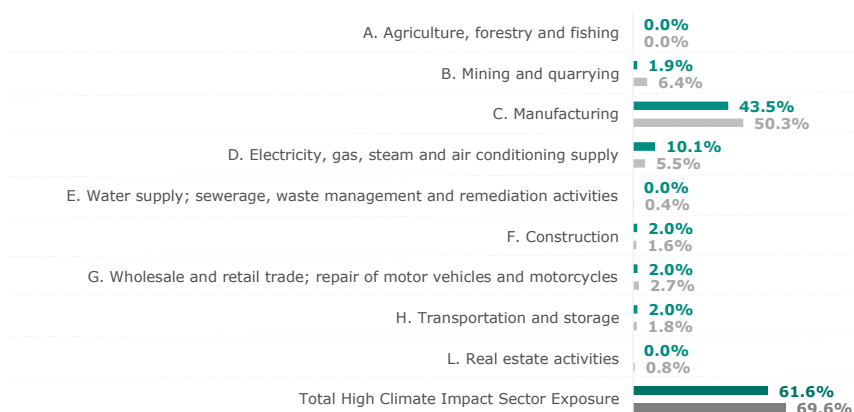 A. Agriculture, forestry and fishing
0.0%
0.0%
B. Mining and quarrying
1.9%
6.4%
C. Manufacturing
43.5%
50.3%
D. Electricity, gas, steam and air conditioning supply
10.1%
5.5%
E. Water supply; sewerage, waste management and remediation activities
0.0%
0.4%
F. Construction
2.0%
1.6%
G. Wholesale and retail trade; repair of motor vehicles and motorcycles
2.0%
2.7%
H. Transportation and storage
2.0%
1.8%
L. Real estate activities
0.0%
0.8%
Total High Climate Impact Sector Exposure
61.6%
69.6%